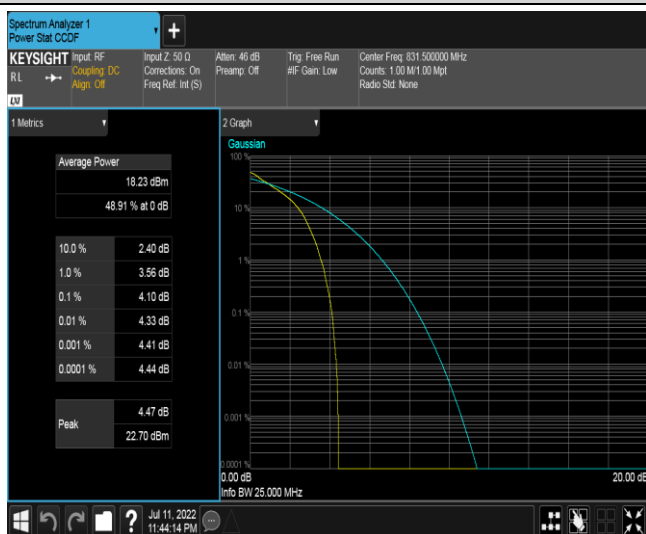 Spectrum Analyzer 1
Power Stat CCDF
+
KEYSIGHT
RL
LXI
Input: RF
Coupling: DC
Align: Off
Input Z: 50 Ω
Corrections: On
Freq Ref: Int (S)
Atten: 46 dB
Preamp: Off
Trig: Free Run
#IF Gain: Low
Center Freq: 831.500000 MHz
Counts: 1.00 M/1.00 Mpt
Radio Std: None
1 Metrics
Average Power
18.23 dBm
48.91 % at 0 dB
10.0 % 2.40 dB
1.0 % 3.56 dB
0.1 % 4.10 dB
0.01 % 4.33 dB
0.001 % 4.41 dB
0.0001 % 4.44 dB
Peak
4.47 dB
22.70 dBm
2 Graph
Gaussian
100 %
10 %
1 %
0.1 %
0.01 %
0.001 %
0.0001 %
0.00 dB
20.00 dB
Info BW 25.000 MHz
?
Jul 11, 2022
11:44:14 PM